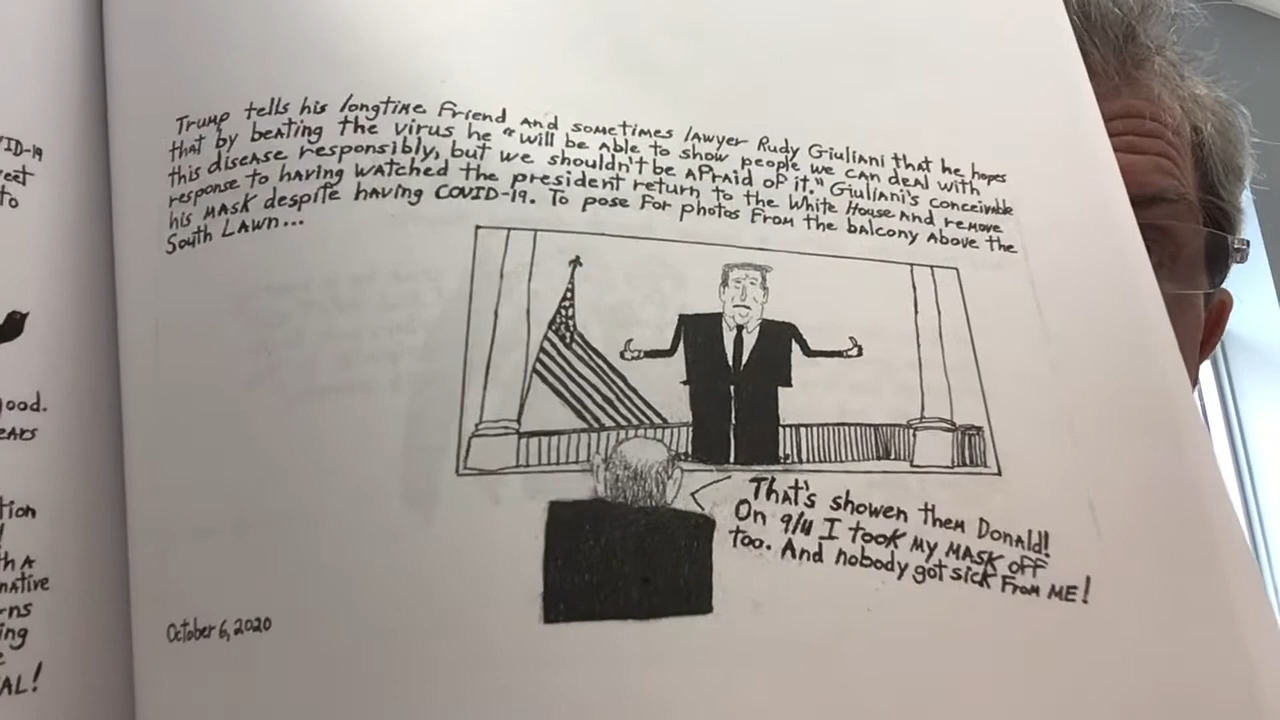 VID-19
eet
to
ood.
EARS
tion
!
th A
native
rns
ing
AL!
Trump tells his longtime Friend And sometimes lawyer Rudy Giuliani that he hopes
that by beating the virus he "will be able to show people we can deal with
this disease responsibly, but we shouldn't be afraid of it." Giuliani's conceivable
response to having watched the president return to the White House and remove
his mask despite having COVID-19. To pose for photos from the balcony above the
South Lawn...
That's showen them Donald!
On 9/11 I took my mask off
too. And nobody got sick from ME!
October 6, 2020